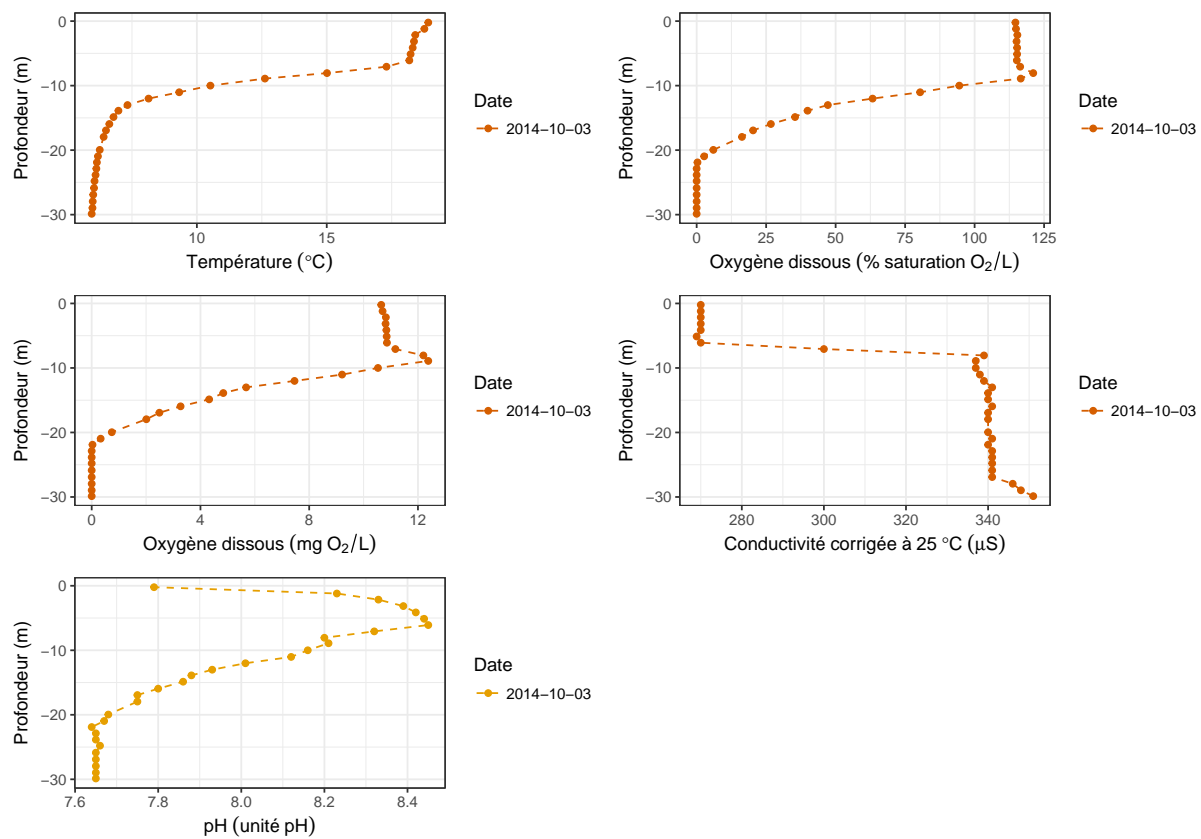 0
−10
−20
−30
Profondeur (m)
10 15
Température (°C)
Date
2014−10−03
0
−10
−20
−30
Profondeur (m)
0 25 50 75 100 125
Oxygène dissous (% saturation O₂/L)
Date
2014−10−03
0
−10
−20
−30
Profondeur (m)
0 4 8 12
Oxygène dissous (mg O₂/L)
Date
2014−10−03
0
−10
−20
−30
Profondeur (m)
280 300 320 340
Conductivité corrigée à 25 °C (μS)
Date
2014−10−03
0
−10
−20
−30
Profondeur (m)
7.6 7.8 8.0 8.2 8.4
pH (unité pH)
Date
2014−10−03